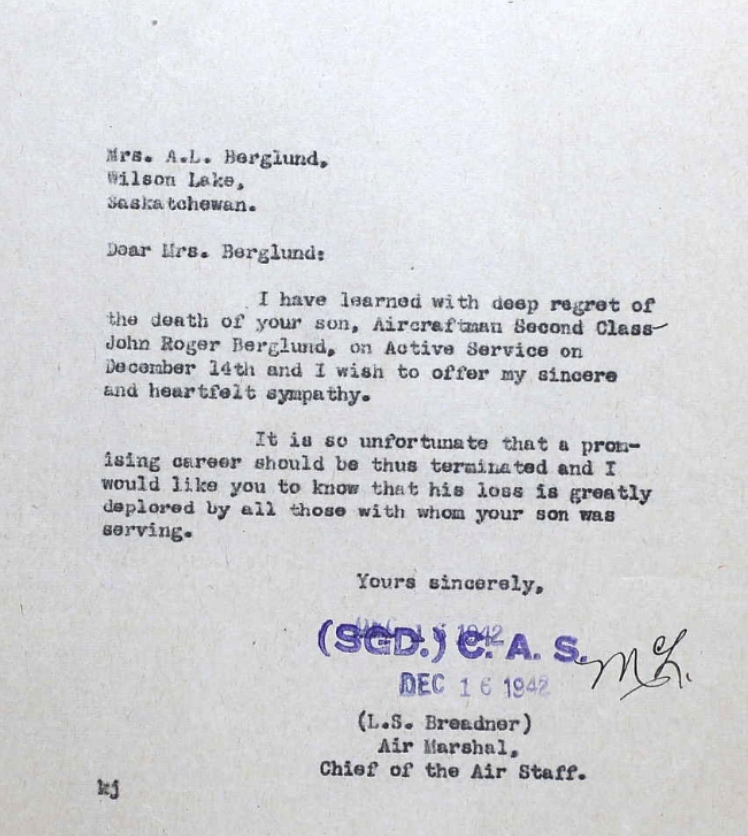 Mrs. A.L. Berglund,
Wilson Lake,
Saskatchewan.
Dear Mrs. Berglund:
I have learned with deep regret of
the death of your son, Aircraftman Second Class
John Roger Berglund, on Active Service on
December 14th and I wish to offer my sincere
and heartfelt sympathy.
It is so unfortunate that a prom-
ising career should be thus terminated and I
would like you to know that his loss is greatly
deplored by all those with whom your son was
serving.
Yours sincerely,
DEC 16 1942
(SGD.) C. A. S.
DEC 16 1942
(L.S. Breadner)
Air Marshal,
Chief of the Air Staff.
kj